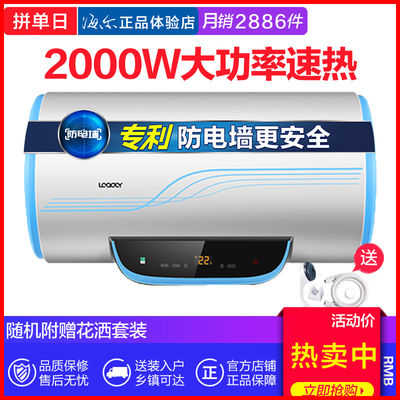 拼单日 海尔正品体验店 月销2886件
2000W大功率速热
防电墙 专利 防电墙更安全
Leader
22
送
随机附赠花洒套装
活动价
热卖中
立即抢购
RMB
品质保修 售后无忧
送装入户 乡镇可达
官方店铺 正品保障